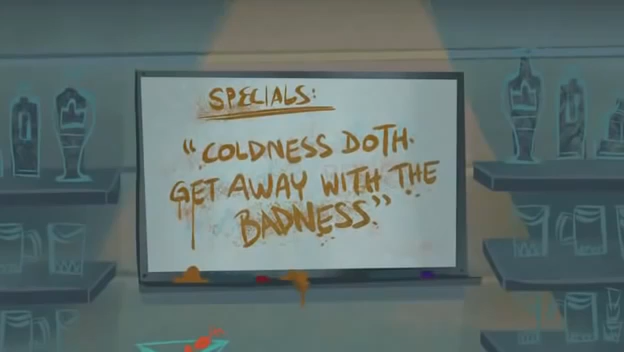 SPECIALS:
"COLDNESS DOTH
GET AWAY WITH THE
BADNESS"